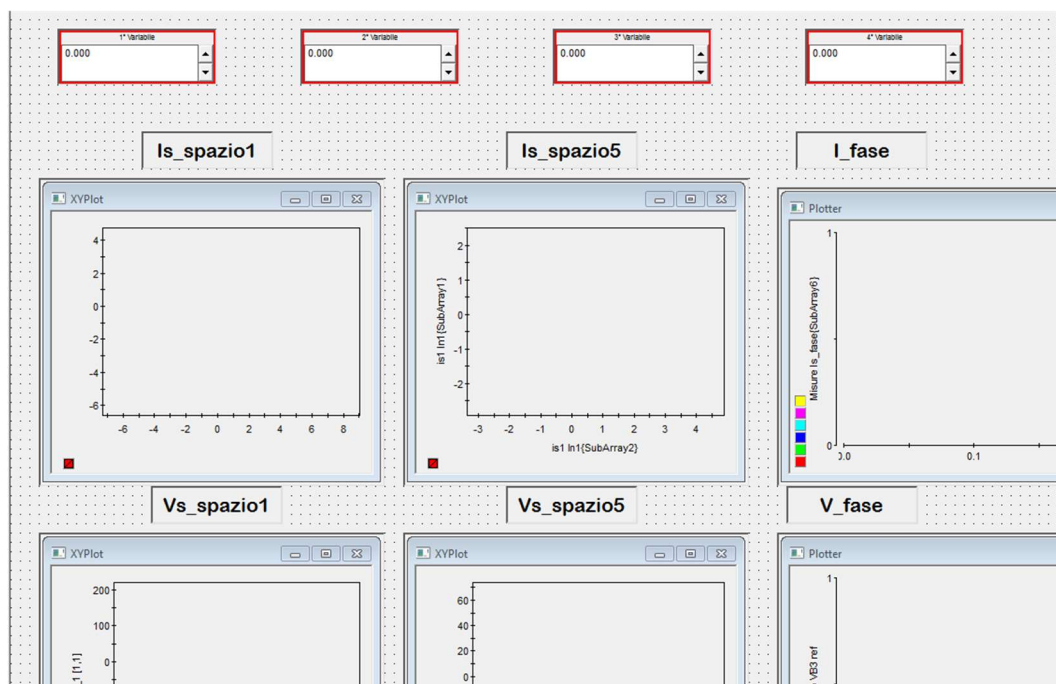 1° Variabile
2° Variabile
3° Variabile
4° Variabile
0.000
0.000
0.000
0.000
Is_spazio1
Is_spazio5
I_fase
XYPlot
XYPlot
Plotter
4
2
0
-2
-4
-6
-6 -4 -2 0 2 4 6 8
is1 In1{SubArray1}
2
1
0
-1
-2
-3 -2 -1 0 1 2 3 4
is1 In1{SubArray2}
Misure Is_fase{SubArray6}
1
0
0.1
Vs_spazio1
Vs_spazio5
V_fase
XYPlot
XYPlot
Plotter
200
100
0
[1,1]
60
40
20
0
1
VB3 ref